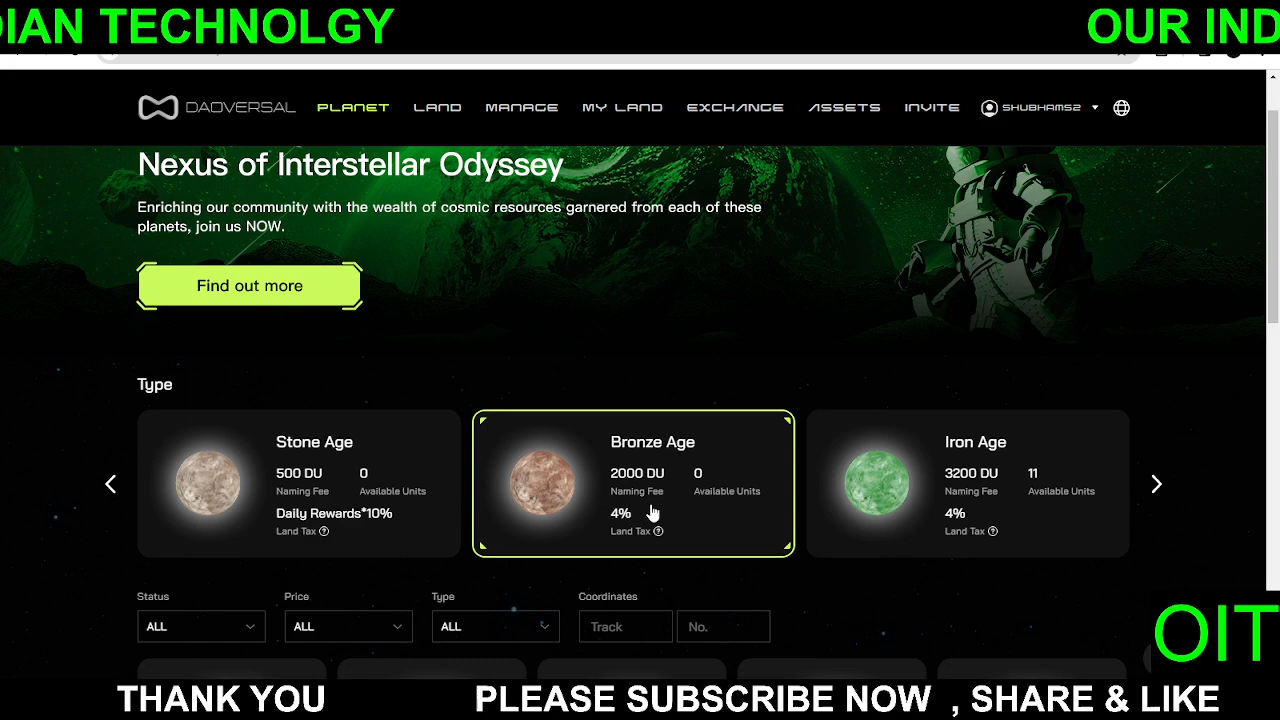 DIAN TECHNOLGY OUR IND
DAOVERSAL PLANET LAND MANAGE MY LAND EXCHANGE ASSETS INVITE SHUBHAMS2
Nexus of Interstellar Odyssey
Enriching our community with the wealth of cosmic resources garnered from each of these
planets, join us NOW.
Find out more
Type
Stone Age
500 DU 0
Naming Fee Available Units
Daily Rewards*10%
Land Tax ?
Bronze Age
2000 DU 0
Naming Fee Available Units
4%
Land Tax ?
Iron Age
3200 DU 11
Naming Fee Available Units
4%
Land Tax ?
Status Price Type Coordinates
ALL ALL ALL Track No.
OIT
THANK YOU PLEASE SUBSCRIBE NOW , SHARE & LIKE